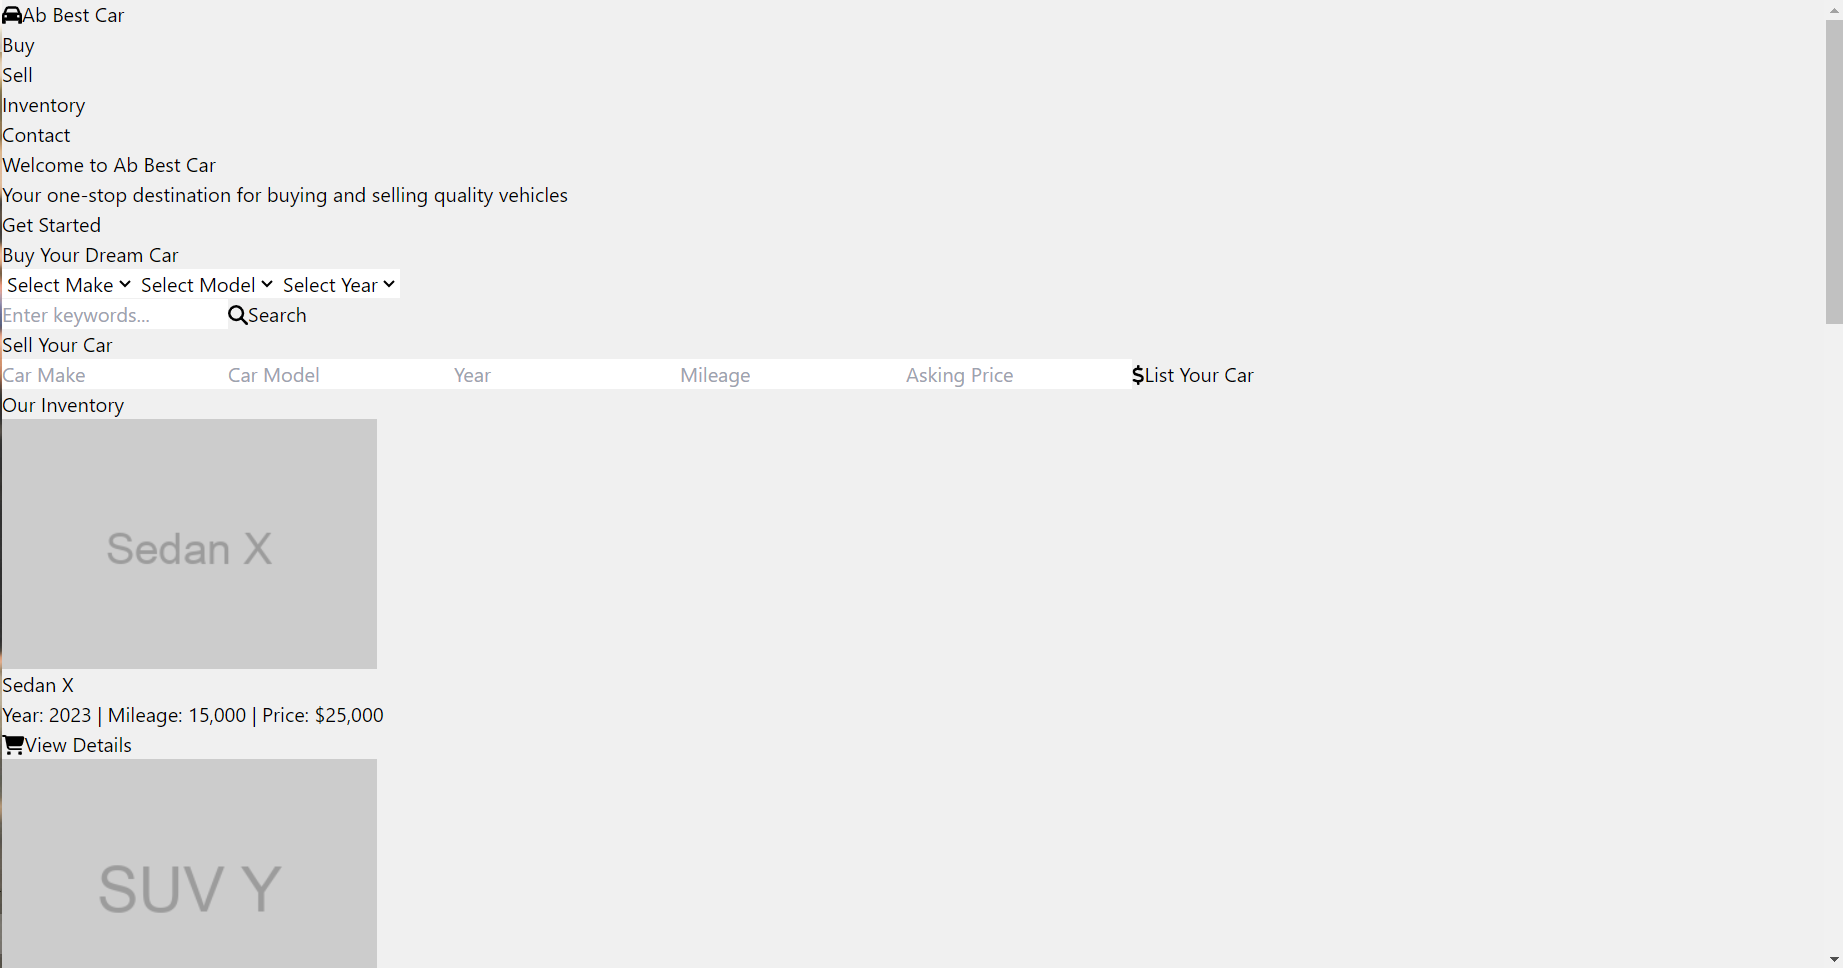 Ab Best Car
Buy
Sell
Inventory
Contact
Welcome to Ab Best Car
Your one-stop destination for buying and selling quality vehicles
Get Started
Buy Your Dream Car
Select Make Select Model Select Year
Enter keywords... Search
Sell Your Car
Car Make Car Model Year Mileage Asking Price List Your Car
Our Inventory
Sedan X
Sedan X
Year: 2023 | Mileage: 15,000 | Price: $25,000
View Details
SUV Y